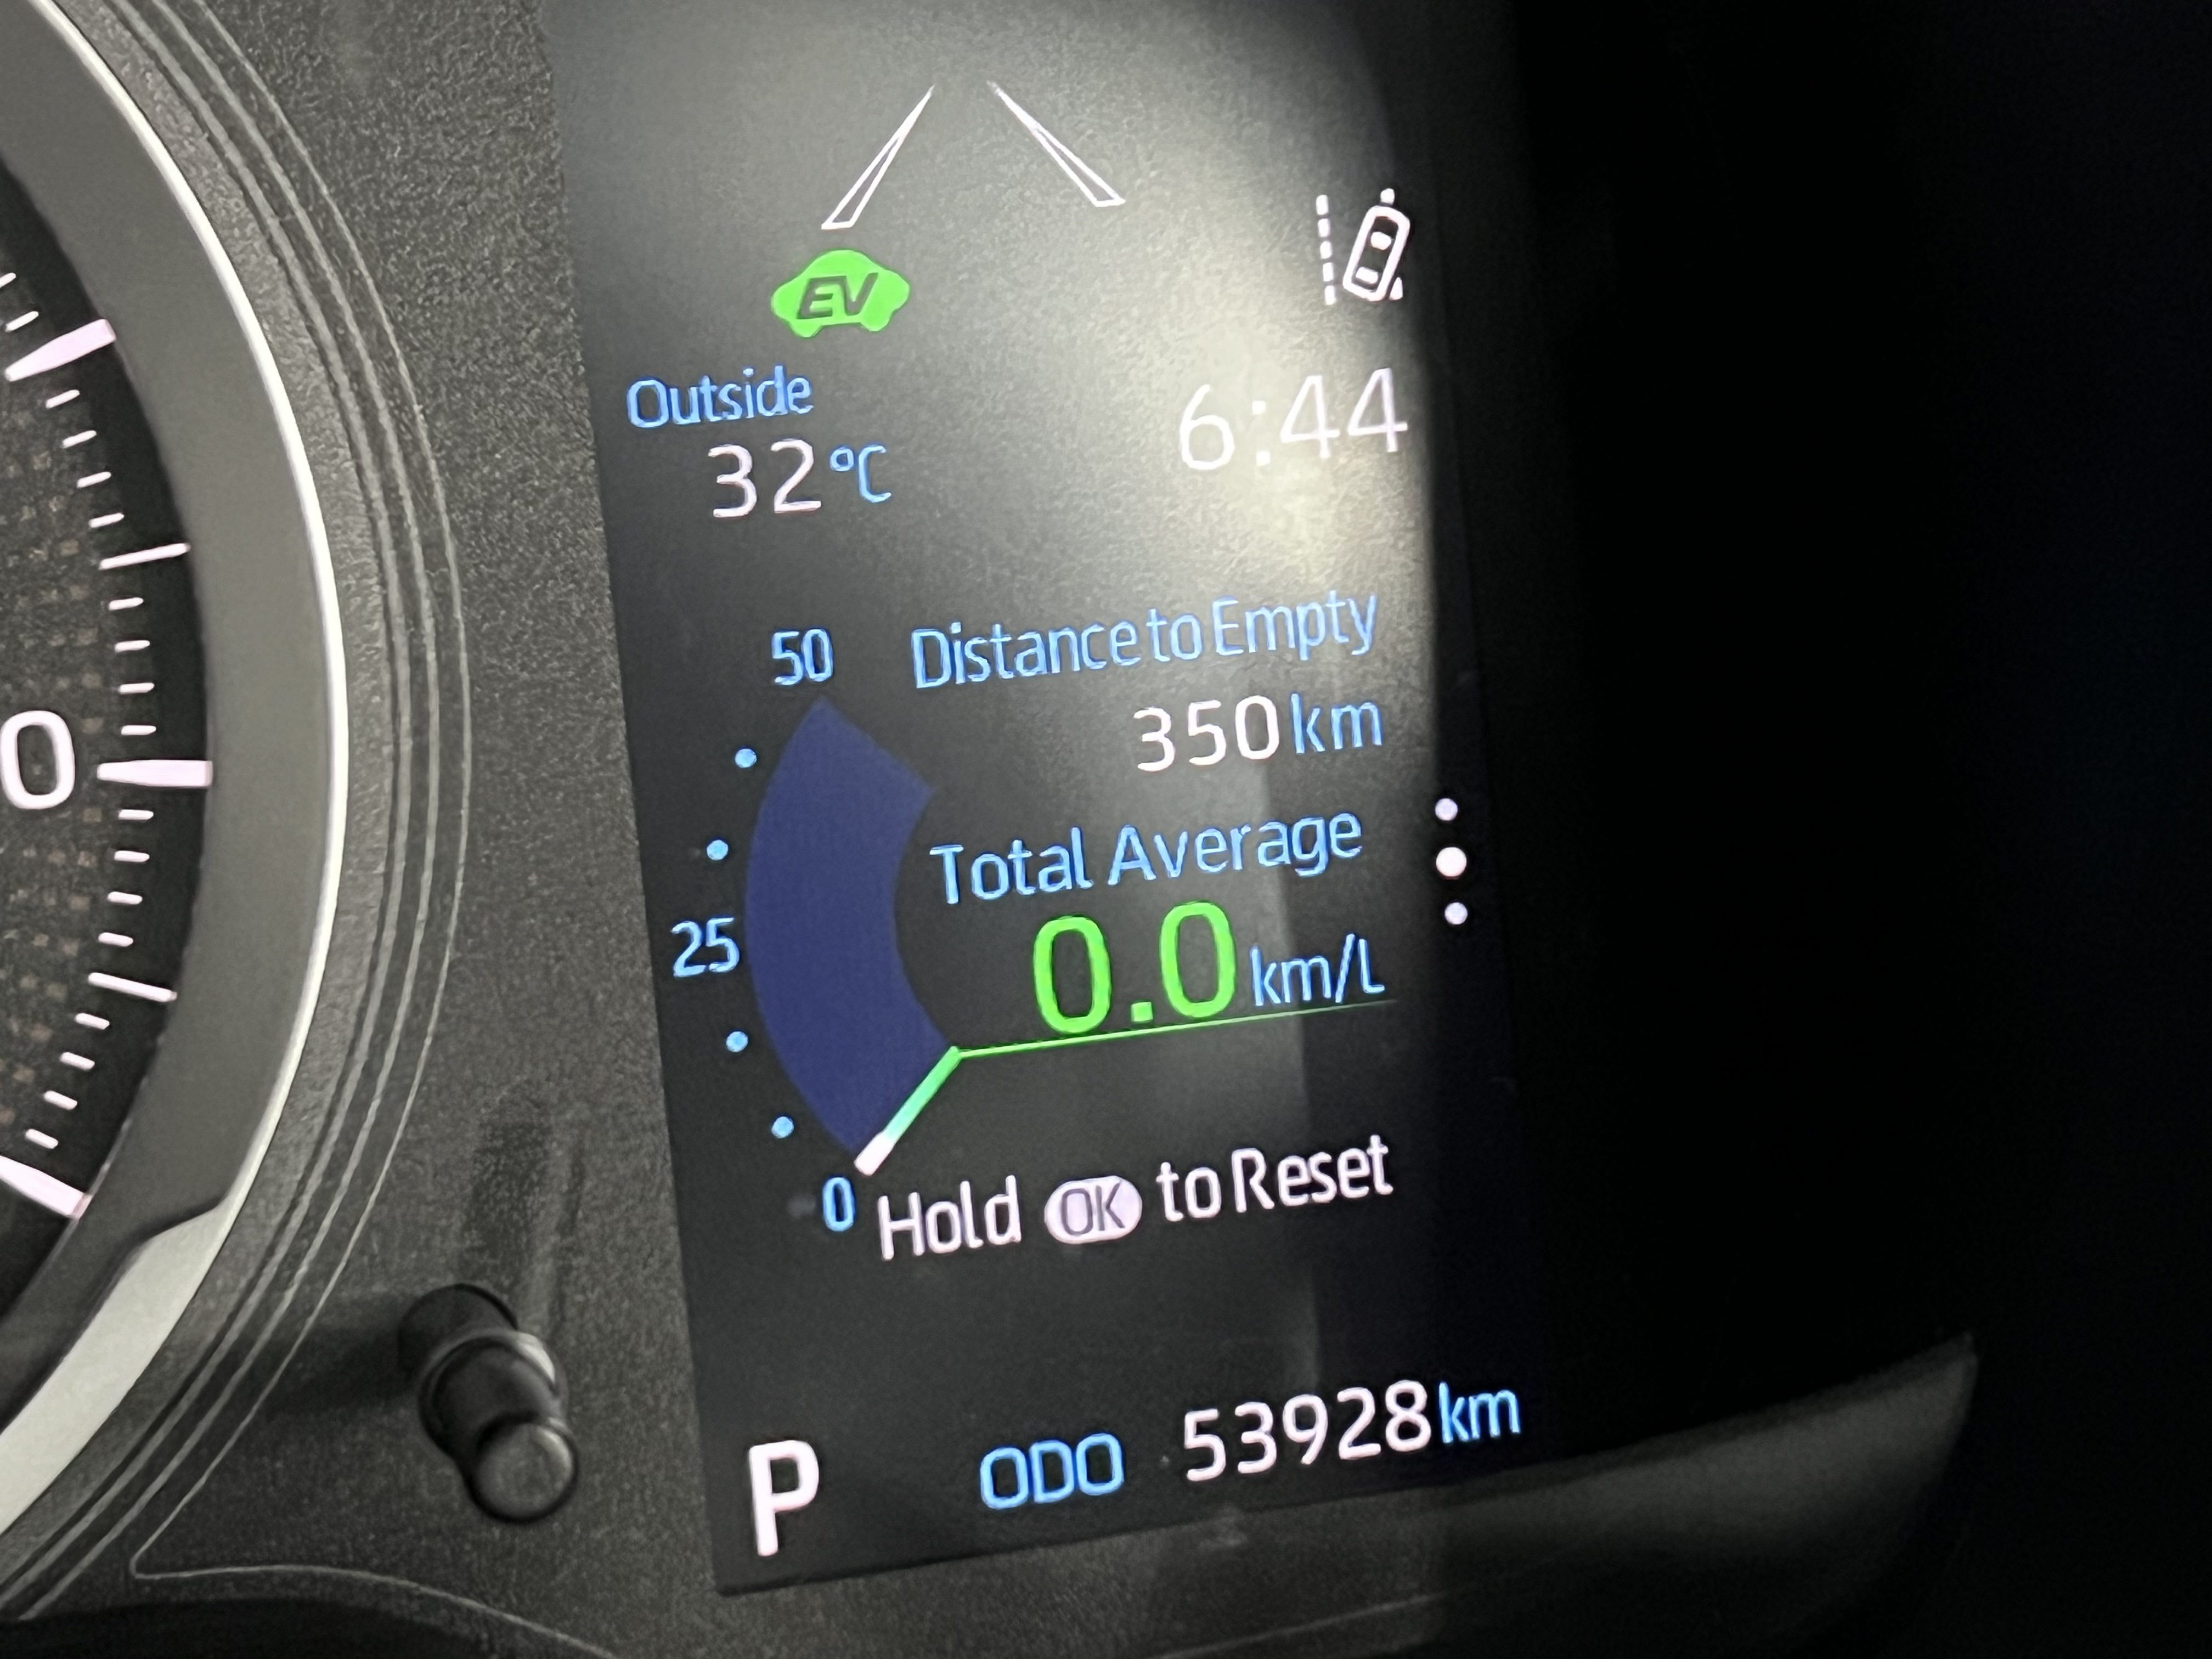 EV
Outside
32°C
6:44
50
Distance to Empty
350 km
Total Average
25
0.0 km/L
0
Hold OK to Reset
P
ODO 53928 km
0